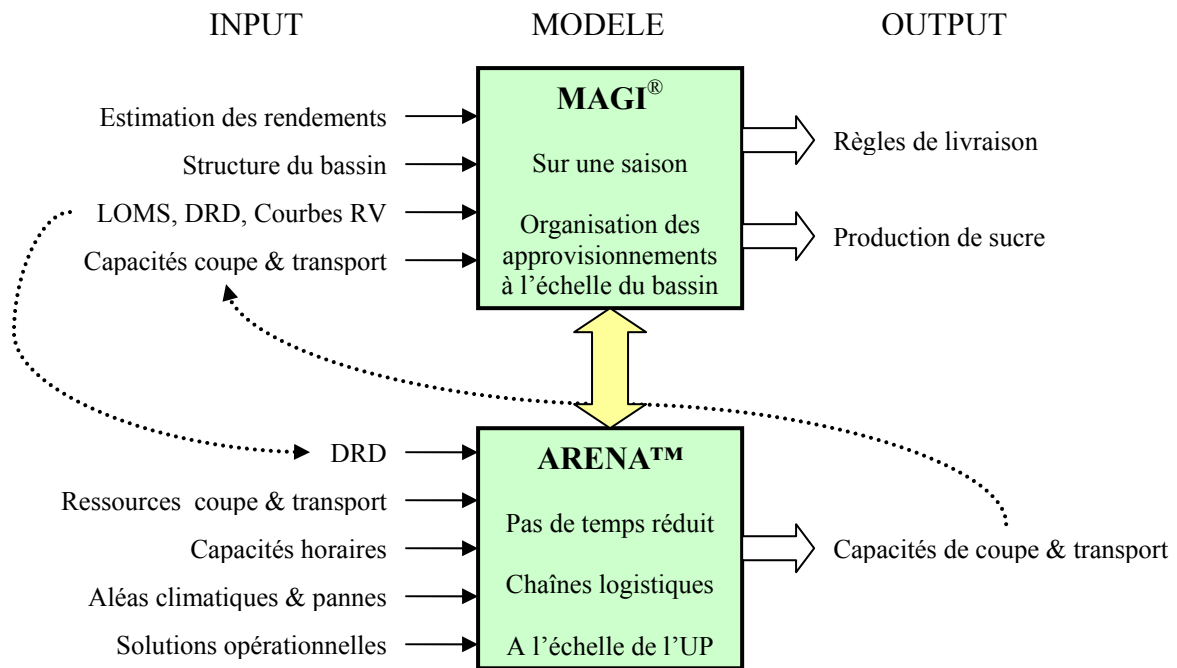 INPUT
MODELE
OUTPUT
MAGI®
Estimation des rendements
Structure du bassin
LOMS, DRD, Courbes RV
Capacités coupe & transport
Sur une saison
Organisation des
approvisionnements
à l’échelle du bassin
Règles de livraison
Production de sucre
ARENA™
DRD
Ressources coupe & transport
Capacités horaires
Aléas climatiques & pannes
Solutions opérationnelles
Pas de temps réduit
Chaînes logistiques
A l’échelle de l’UP
Capacités de coupe & transport